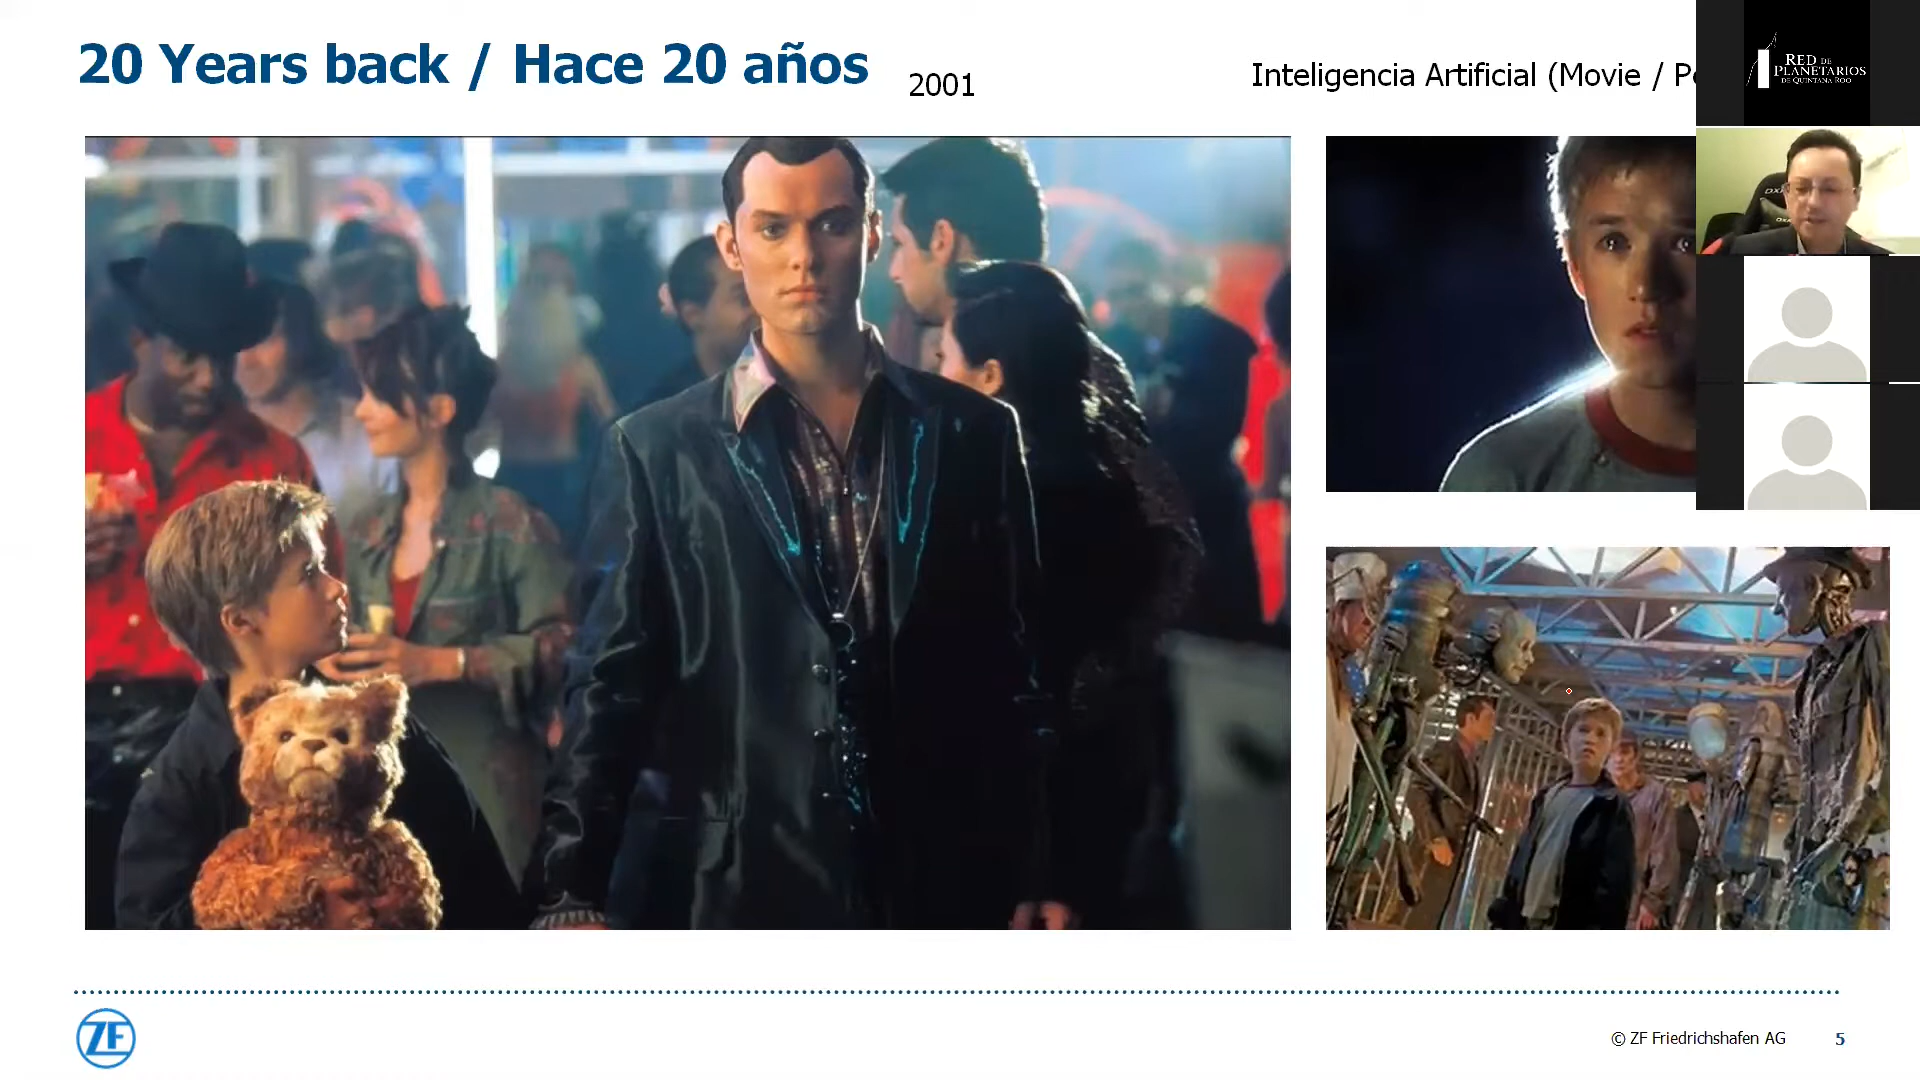 20 Years back / Hace 20 años
2001
Inteligencia Artificial (Movie /
RED DE
PLANETARIOS
DE QUINTANA ROO
ZF
© ZF Friedrichshafen AG
5